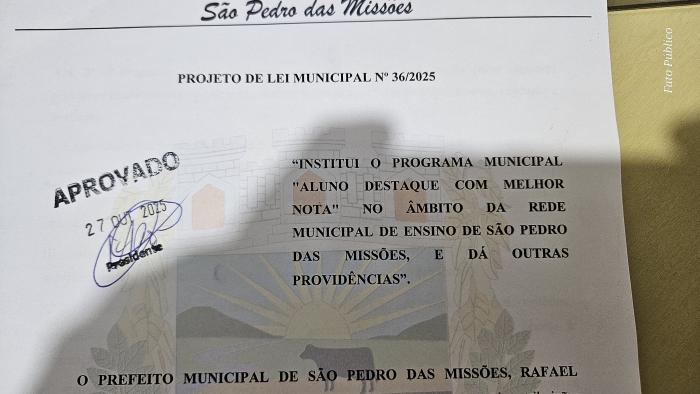 São Pedro das Missões
PROJETO DE LEI MUNICIPAL Nº 36/2025
"INSTITUI O PROGRAMA MUNICIPAL
"ALUNO DESTAQUE COM MELHOR
NOTA" NO ÂMBITO DA REDE
MUNICIPAL DE ENSINO DE SÃO PEDRO
DAS MISSÕES, E DÁ OUTRAS
PROVIDÊNCIAS".
APROVADO
27 OUT 2025
Presidente
O PREFEITO MUNICIPAL DE SÃO PEDRO DAS MISSÕES, RAFAEL
Foto Público